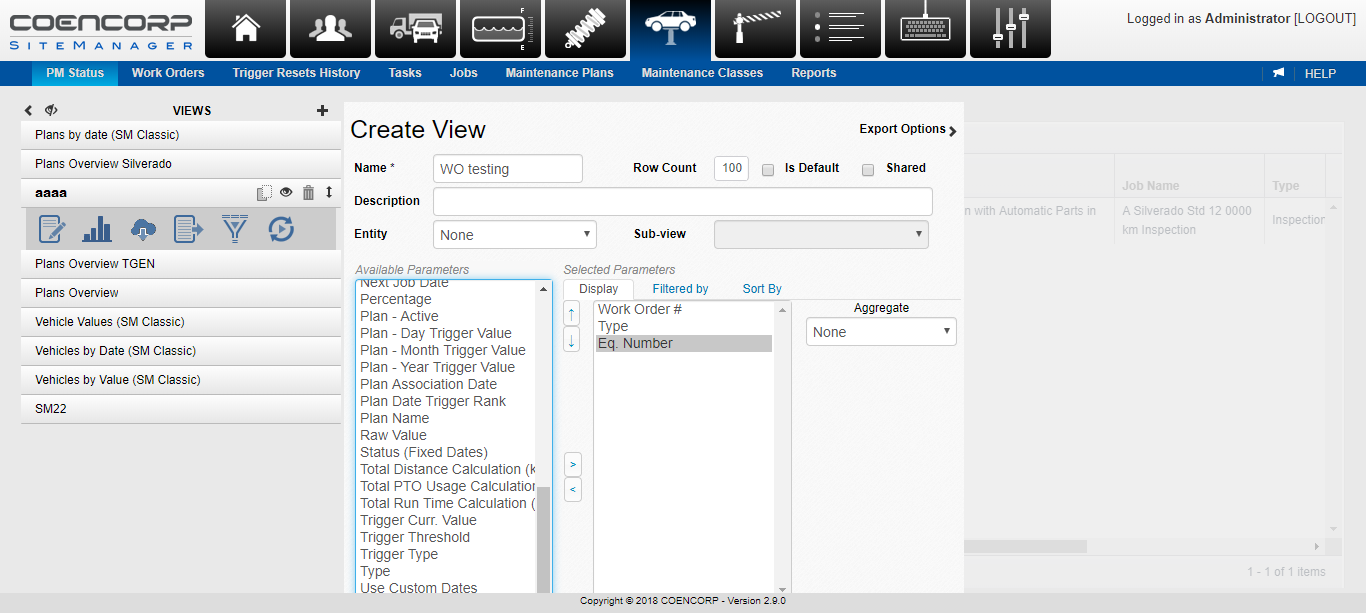 COENCORP
SITEMANAGER
F
E
Logged in as Administrator [LOGOUT]
PM Status Work Orders Trigger Resets History Tasks Jobs Maintenance Plans Maintenance Classes Reports HELP
VIEWS
Plans by date (SM Classic)
Plans Overview Silverado
aaaa
Plans Overview TGEN
Plans Overview
Vehicle Values (SM Classic)
Vehicles by Date (SM Classic)
Vehicles by Value (SM Classic)
SM22
Create View
Export Options
Name * WO testing Row Count 100 Is Default Shared
Description
Entity None Sub-view
Available Parameters
Next Job Date
Percentage
Plan - Active
Plan - Day Trigger Value
Plan - Month Trigger Value
Plan - Year Trigger Value
Plan Association Date
Plan Date Trigger Rank
Plan Name
Raw Value
Status (Fixed Dates)
Total Distance Calculation (K
Total PTO Usage Calculation
Total Run Time Calculation (
Trigger Curr. Value
Trigger Threshold
Trigger Type
Type
Use Custom Dates
Selected Parameters
Display Filtered by Sort By
Work Order #
Type
Eq. Number
>
<
Aggregate
None
Job Name Type
n with Automatic Parts in
A Silverado Std 12 0000
km Inspection
Inspection
1 - 1 of 1 items
Copyright © 2018 COENCORP - Version 2.9.0